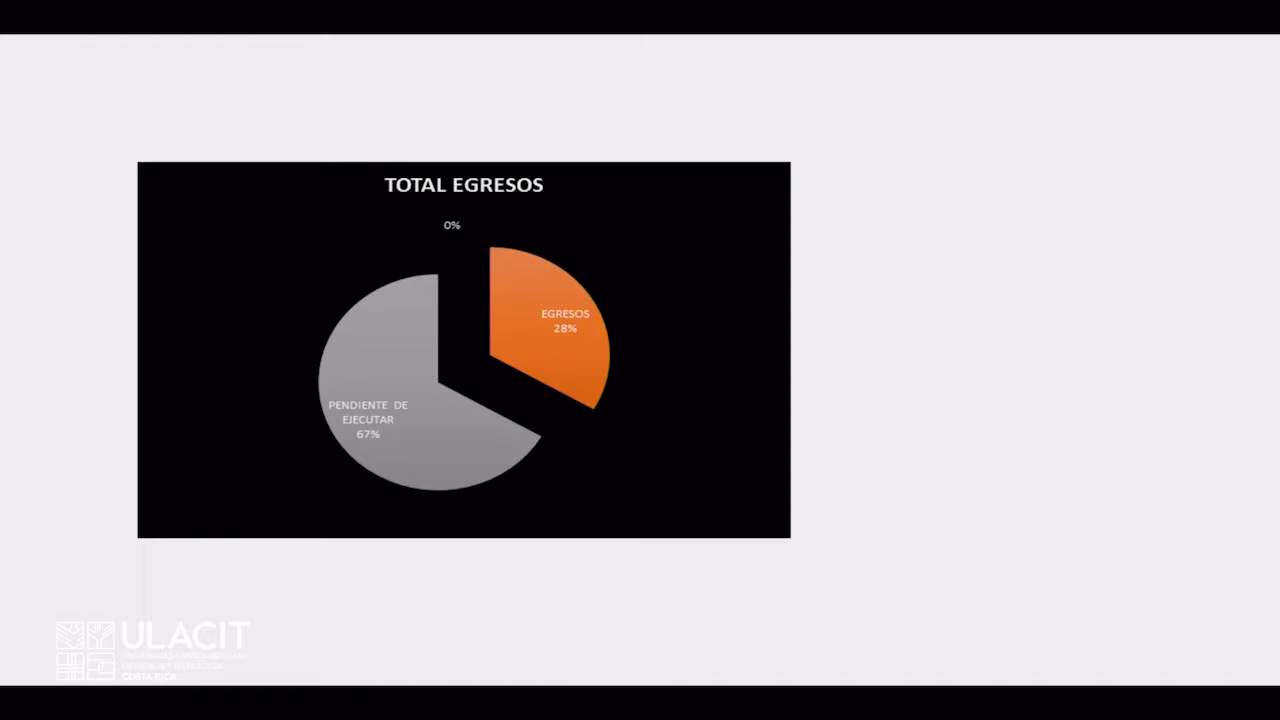 TOTAL EGRESOS
0%
EGRESOS
28%
PENDIENTE DE
EJECUTAR
67%
ULACIT
COSTA RICA